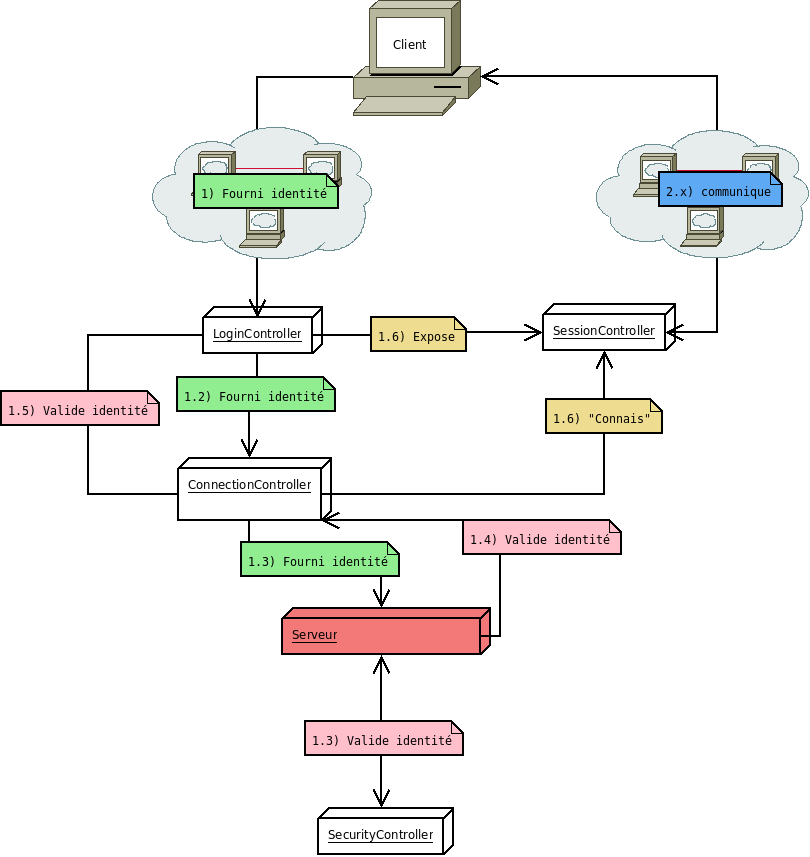 Client
1) Fourni identité
2.x) communique
LoginController
1.6) Expose
SessionController
1.5) Valide identité
1.2) Fourni identité
1.6) "Connais"
ConnectionController
1.4) Valide identité
1.3) Fourni identité
Serveur
1.3) Valide identité
SecurityController